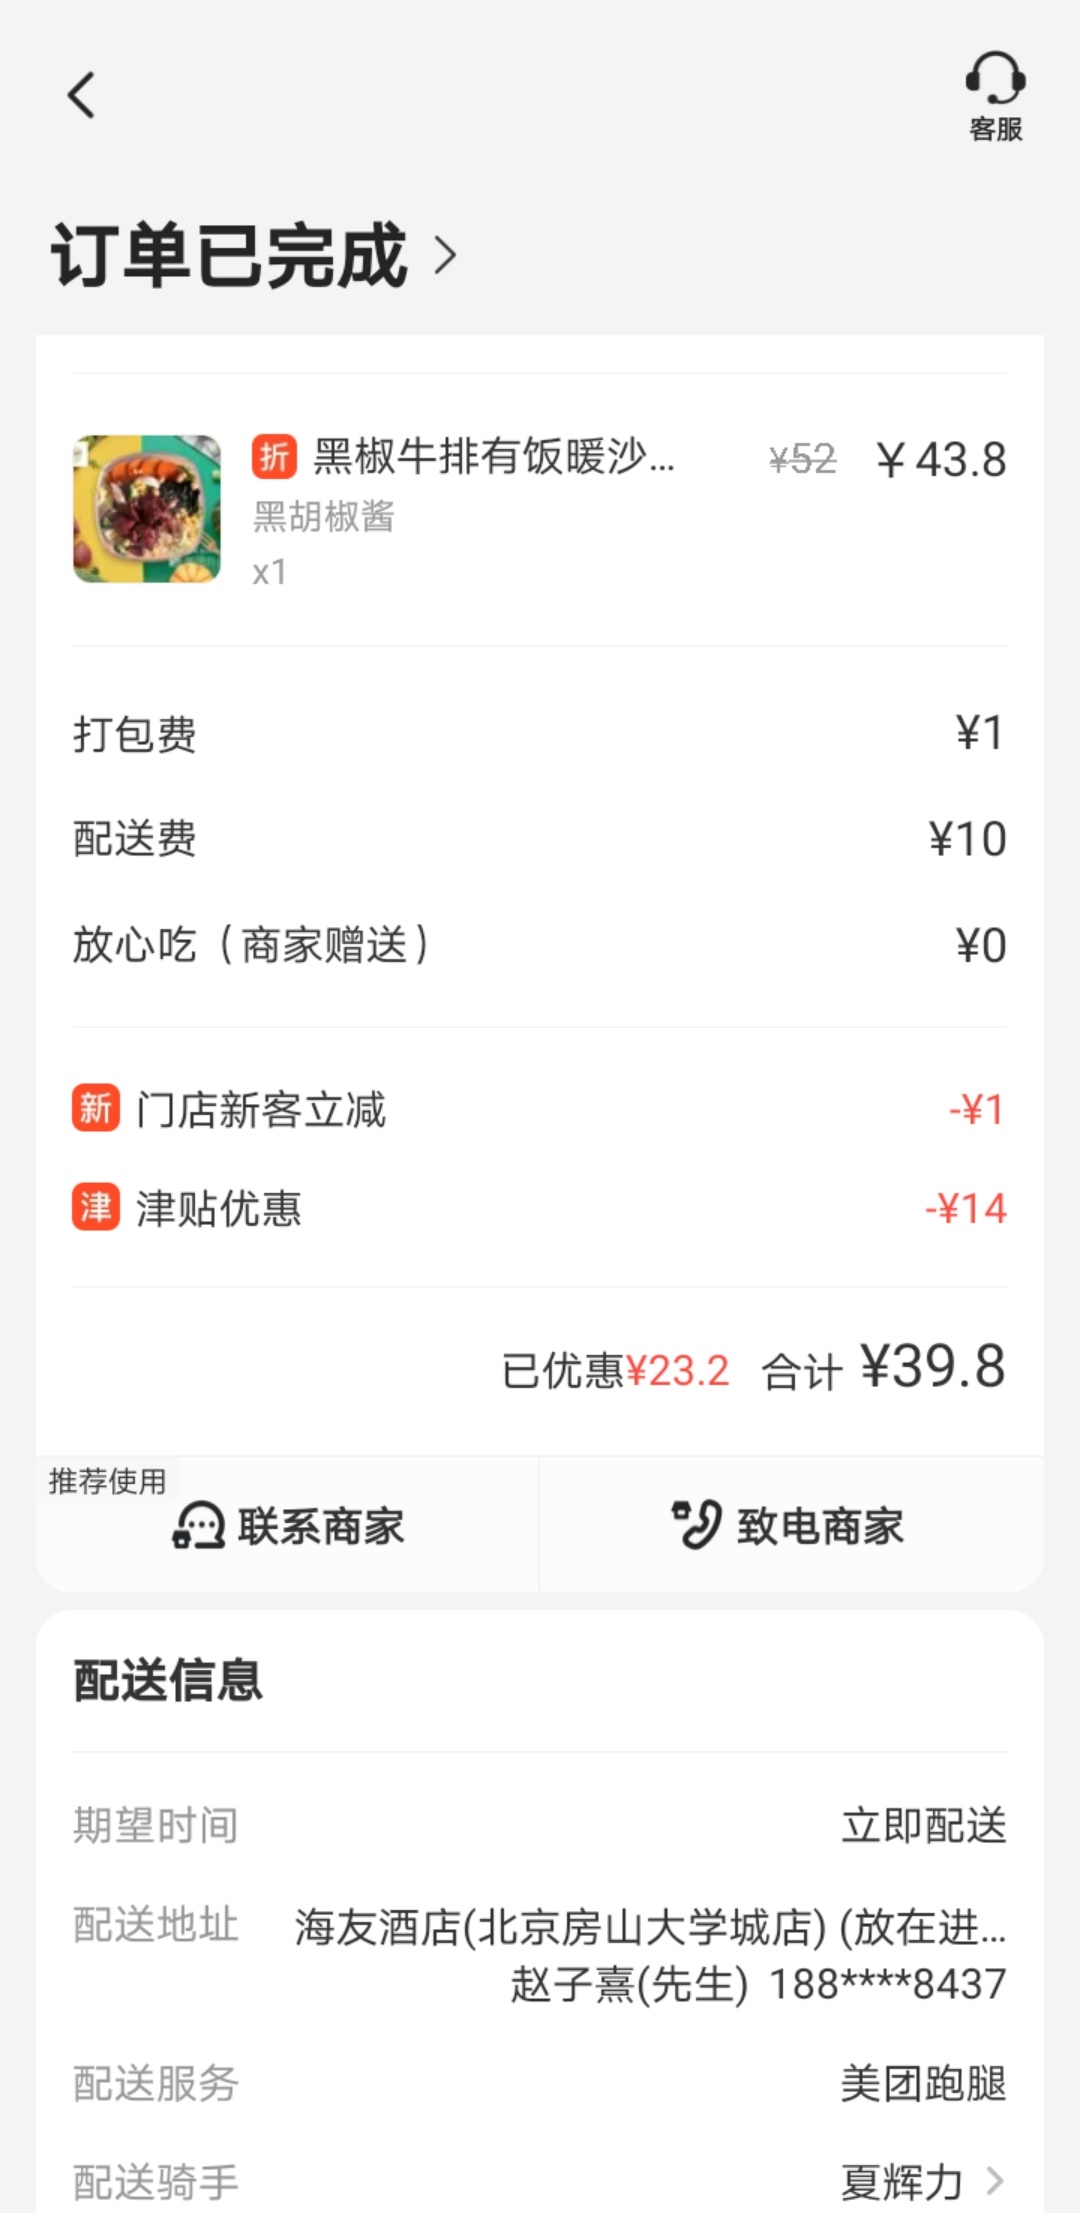 客服
订单已完成
折 黑椒牛排有饭暖沙... ¥52 ¥43.8
黑胡椒酱
x1
打包费 ¥1
配送费 ¥10
放心吃（商家赠送） ¥0
新 门店新客立减 -¥1
津 津贴优惠 -¥14
已优惠¥23.2 合计 ¥39.8
推荐使用
联系商家 致电商家
配送信息
期望时间 立即配送
配送地址 海友酒店(北京房山大学城店) (放在进...
赵子熹(先生) 188****8437
配送服务 美团跑腿
配送骑手 夏辉力